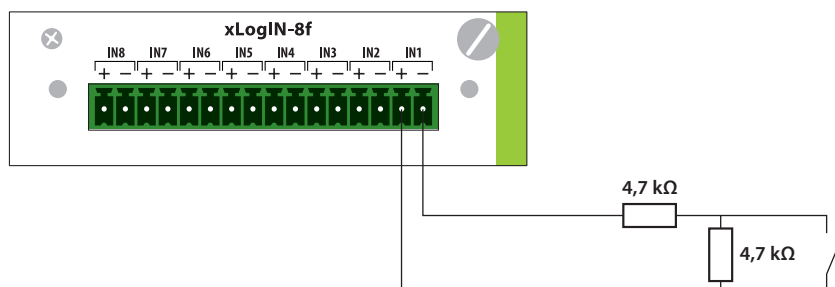 xLogIN-8f
IN8 IN7 IN6 IN5 IN4 IN3 IN2 IN1
+ − + − + − + − + − + − + − + −
4,7 kΩ
4,7 kΩ